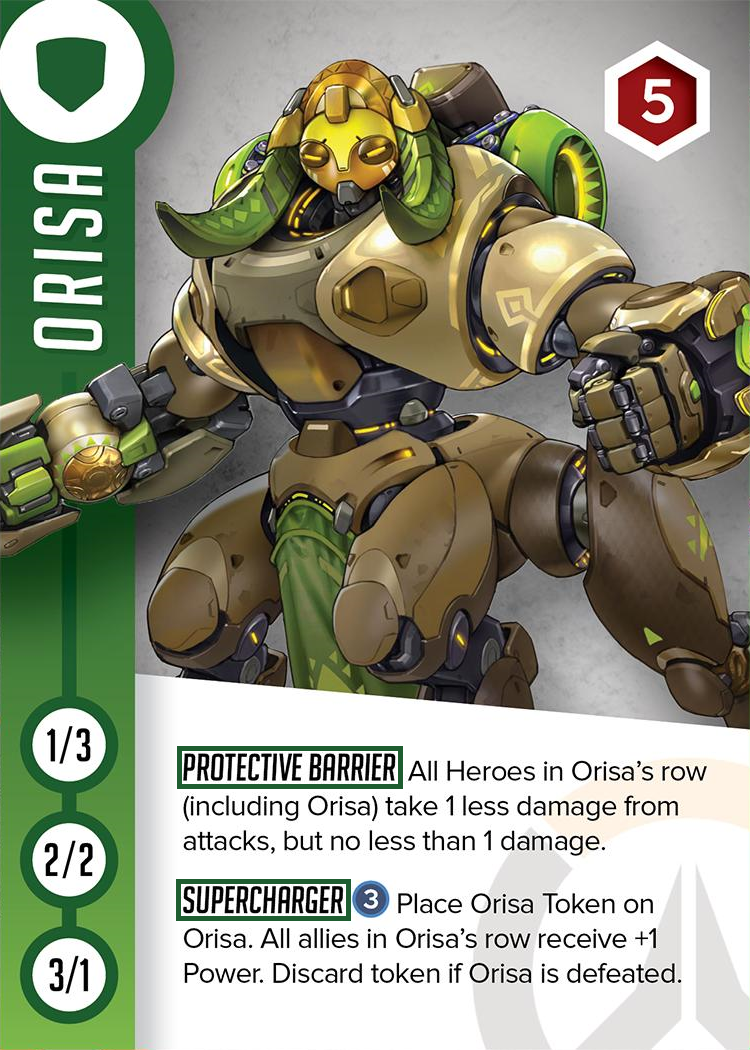 5
ORISA
1/3
2/2
3/1
PROTECTIVE BARRIER All Heroes in Orisa’s row
(including Orisa) take 1 less damage from
attacks, but no less than 1 damage.
SUPERCHARGER 3 Place Orisa Token on
Orisa. All allies in Orisa’s row receive +1
Power. Discard token if Orisa is defeated.